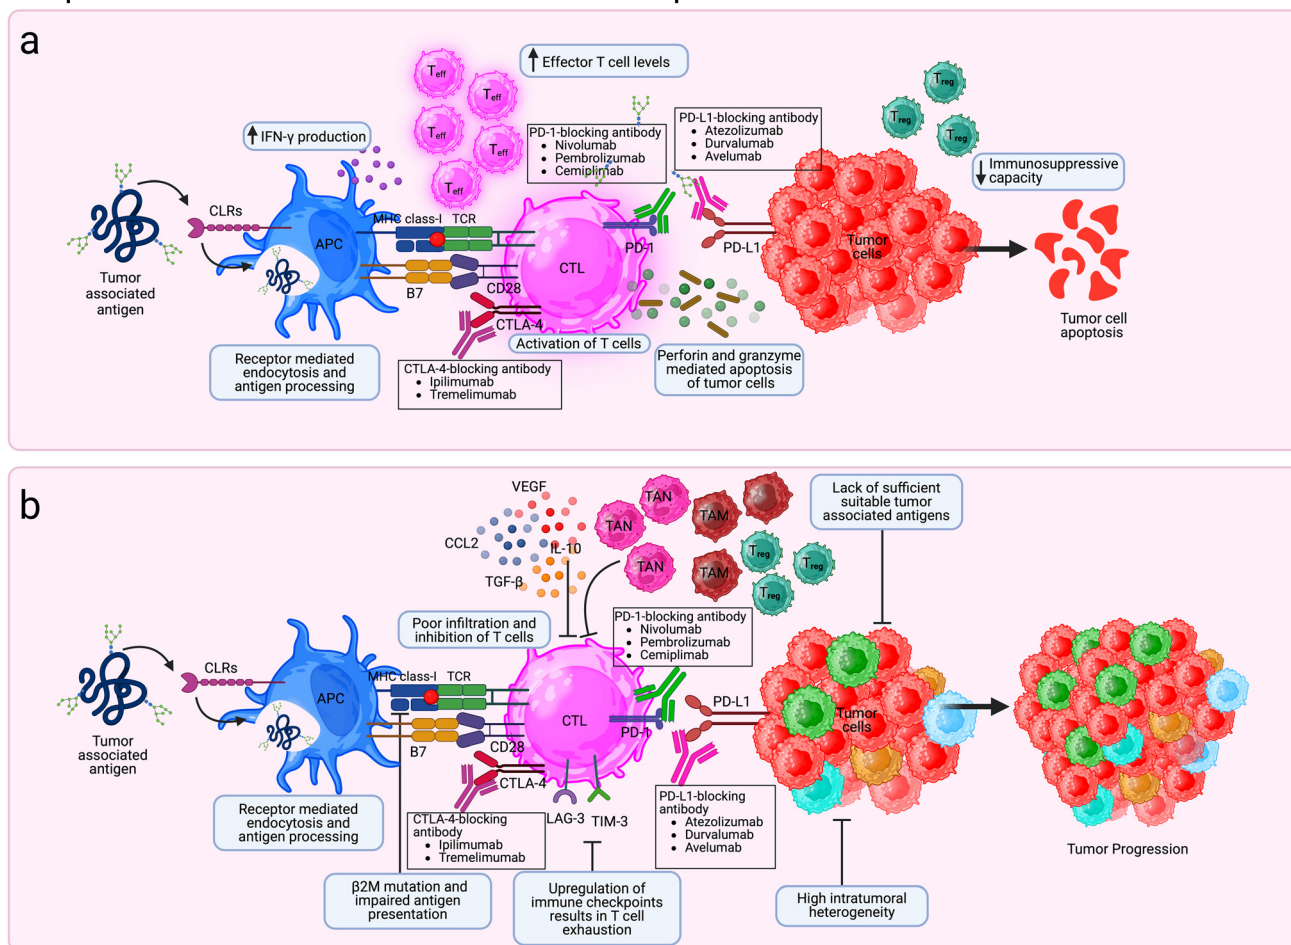 a
Teff
Teff
Teff
Teff
Teff
Effector T cell levels
IFN-γ production
PD-1-blocking antibody
• Nivolumab
• Pembrolizumab
• Cemiplimab
PD-L1-blocking antibody
• Atezolizumab
• Durvalumab
• Avelumab
Treg
Treg
Treg
Immunosuppressive
capacity
CLRs
Tumor
associated
antigen
APC
MHC class-I
TCR
B7
CD28
CTLA-4
CTL
PD-1
PD-L1
Tumor
cells
Tumor cell
apoptosis
Activation of T cells
Receptor mediated
endocytosis and
antigen processing
CTLA-4-blocking antibody
• Ipilimumab
• Tremelimumab
Perforin and granzyme
mediated apoptosis
of tumor cells
b
VEGF
CCL2
IL-10
TGF-β
TAN
TAN
TAN
TAM
TAM
Treg
Treg
Treg
Lack of sufficient
suitable tumor
associated antigens
Poor infiltration and
inhibition of T cells
PD-1-blocking antibody
• Nivolumab
• Pembrolizumab
• Cemiplimab
CLRs
Tumor
associated
antigen
APC
MHC class-I
TCR
B7
CD28
CTLA-4
CTL
PD-1
PD-L1
Tumor
cells
LAG-3
TIM-3
Receptor mediated
endocytosis and
antigen processing
CTLA-4-blocking
antibody
• Ipilimumab
• Tremelimumab
PD-L1-blocking
antibody
• Atezolizumab
• Durvalumab
• Avelumab
Tumor Progression
β2M mutation and
impaired antigen
presentation
Upregulation of
immune checkpoints
results in T cell
exhaustion
High intratumoral
heterogeneity